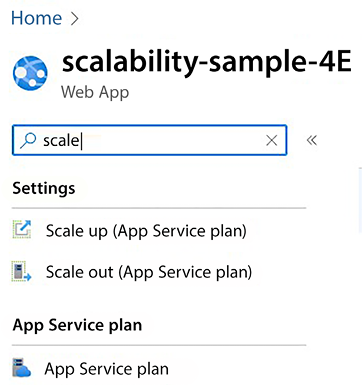 Home >
scalability-sample-4E
Web App
scale
Settings
Scale up (App Service plan)
Scale out (App Service plan)
App Service plan
App Service plan